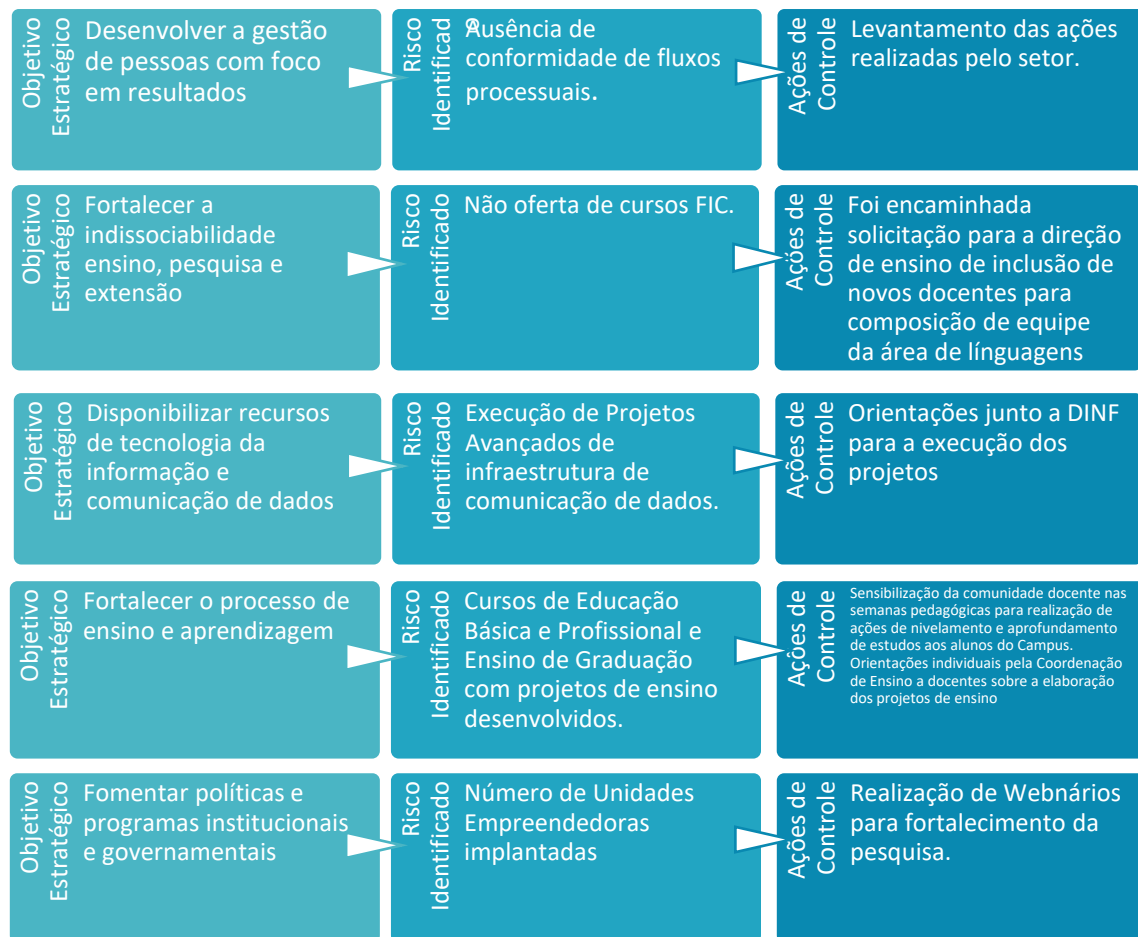 Objetivo
Estratégico
Desenvolver a gestão
de pessoas com foco
em resultados
Risco
Identificado
Ausência de
conformidade de fluxos
processuais.
Ações de
Controle
Levantamento das ações
realizadas pelo setor.
Objetivo
Estratégico
Fortalecer a
indissociabilidade
ensino, pesquisa e
extensão
Risco
Identificado
Não oferta de cursos FIC.
Ações de
Controle
Foi encaminhada
solicitação para a direção
de ensino de inclusão de
novos docentes para
composição de equipe
da área de línguagens
Objetivo
Estratégico
Disponibilizar recursos
de tecnologia da
informação e
comunicação de dados
Risco
Identificado
Execução de Projetos
Avançados de
infraestrutura de
comunicação de dados.
Ações de
Controle
Orientações junto a DINF
para a execução dos
projetos
Objetivo
Estratégico
Fortalecer o processo de
ensino e aprendizagem
Risco
Identificado
Cursos de Educação
Básica e Profissional e
Ensino de Graduação
com projetos de ensino
desenvolvidos.
Ações de
Controle
Sensibilização da comunidade docente nas
semanas pedagógicas para realização de
ações de nivelamento e aprofundamento
de estudos aos alunos do Campus.
Orientações individuais pela Coordenação
de Ensino a docentes sobre a elaboração
dos projetos de ensino
Objetivo
Estratégico
Fomentar políticas e
programas institucionais
e governamentais
Risco
Identificado
Número de Unidades
Empreendedoras
implantadas
Ações de
Controle
Realização de Webnários
para fortalecimento da
pesquisa.